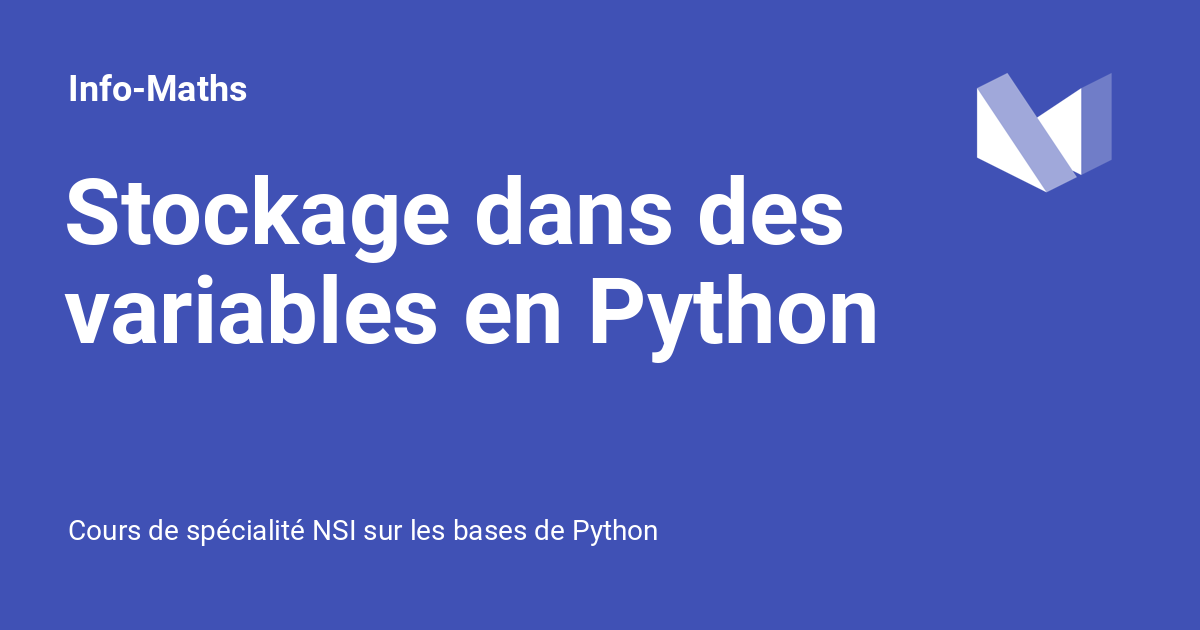 Info-Maths
Stockage dans des
variables en Python
Cours de spécialité NSI sur les bases de Python